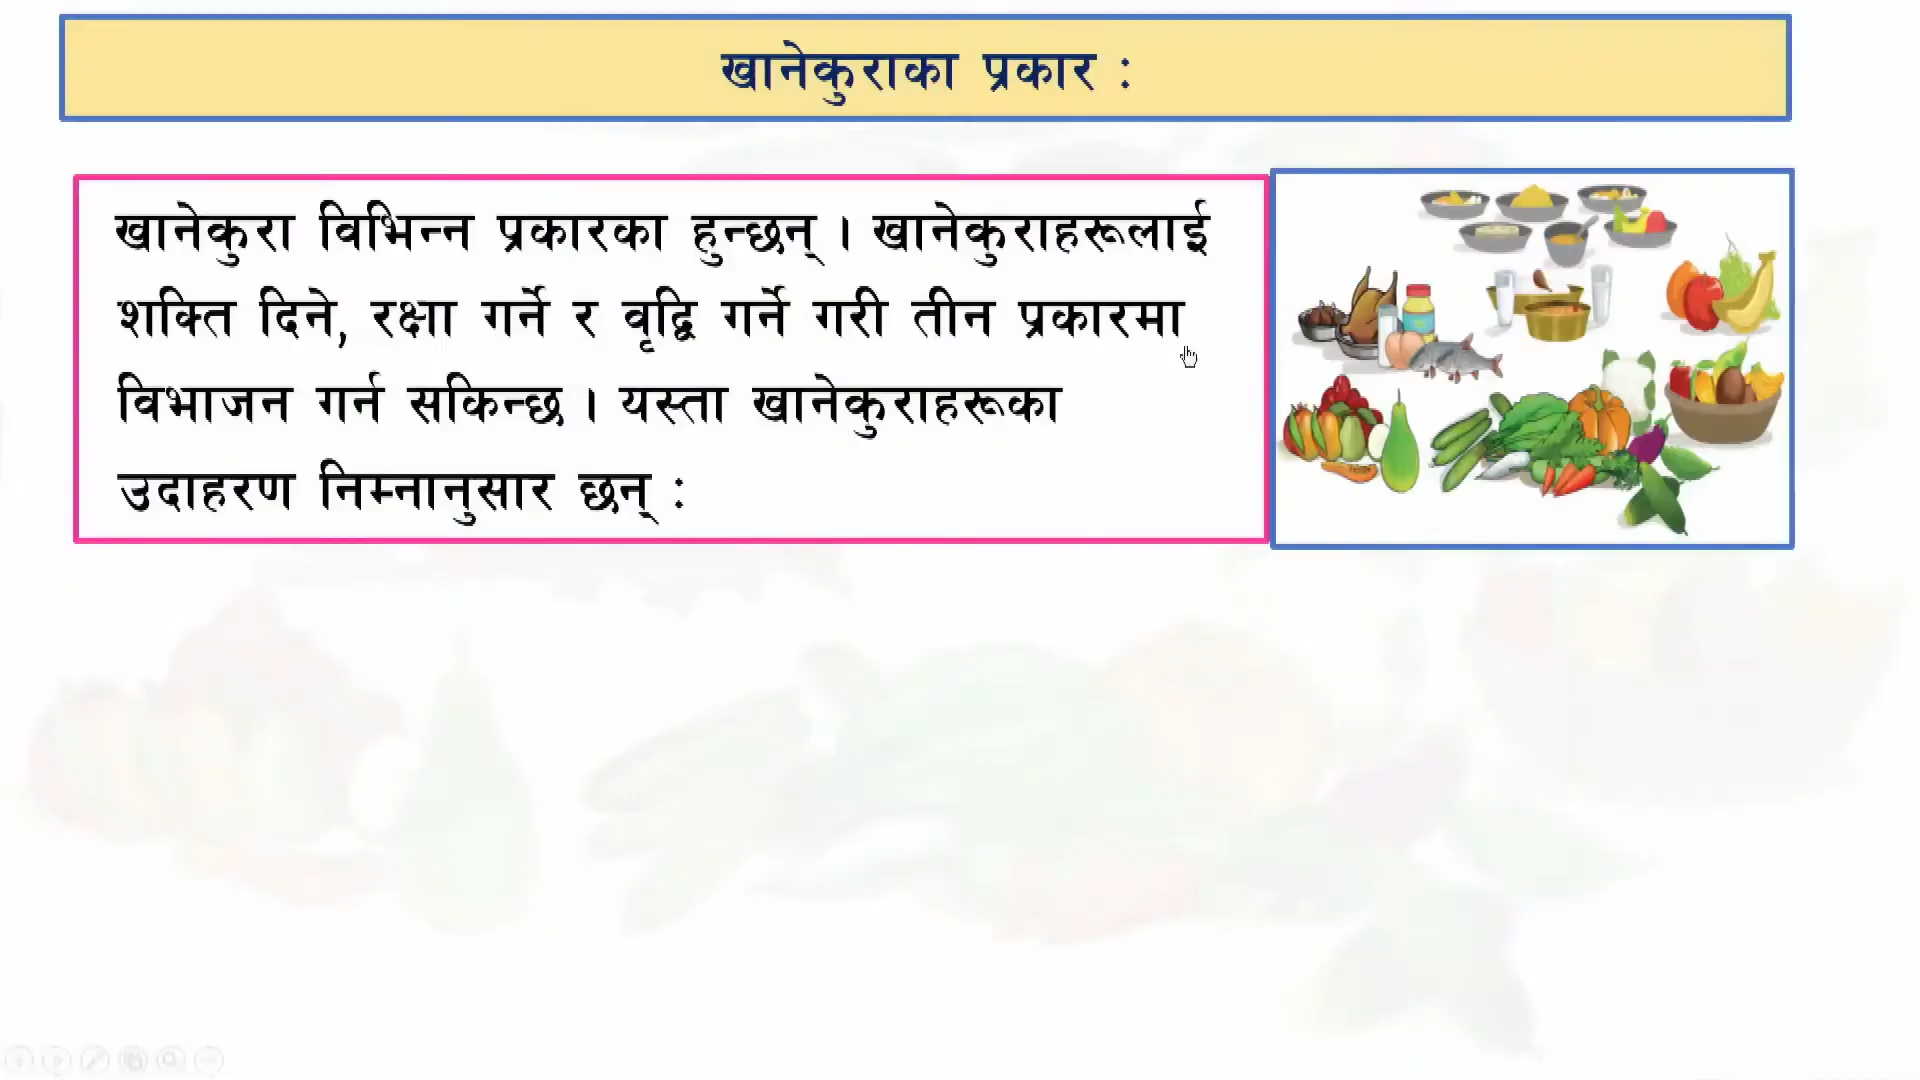 खानेकुराका प्रकार :
खानेकुरा विभिन्न प्रकारका हुन्छन् । खानेकुराहरूलाई
शक्ति दिने, रक्षा गर्ने र वृद्वि गर्ने गरी तीन प्रकारमा
विभाजन गर्न सकिन्छ । यस्ता खानेकुराहरूका
उदाहरण निम्नानुसार छन् :